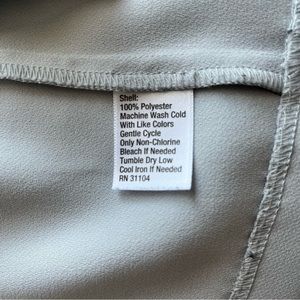 Shell:
100% Polyester
Machine Wash Cold
With Like Colors
Gentle Cycle
Only Non-Chlorine
Bleach If Needed
Tumble Dry Low
Cool Iron If Needed
RN 31104